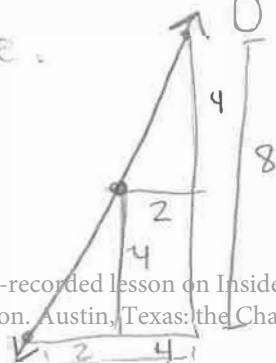 e.
4
8
2
4
-recorded lesson on Inside
on. Austin, Texas: the Cha
2 4